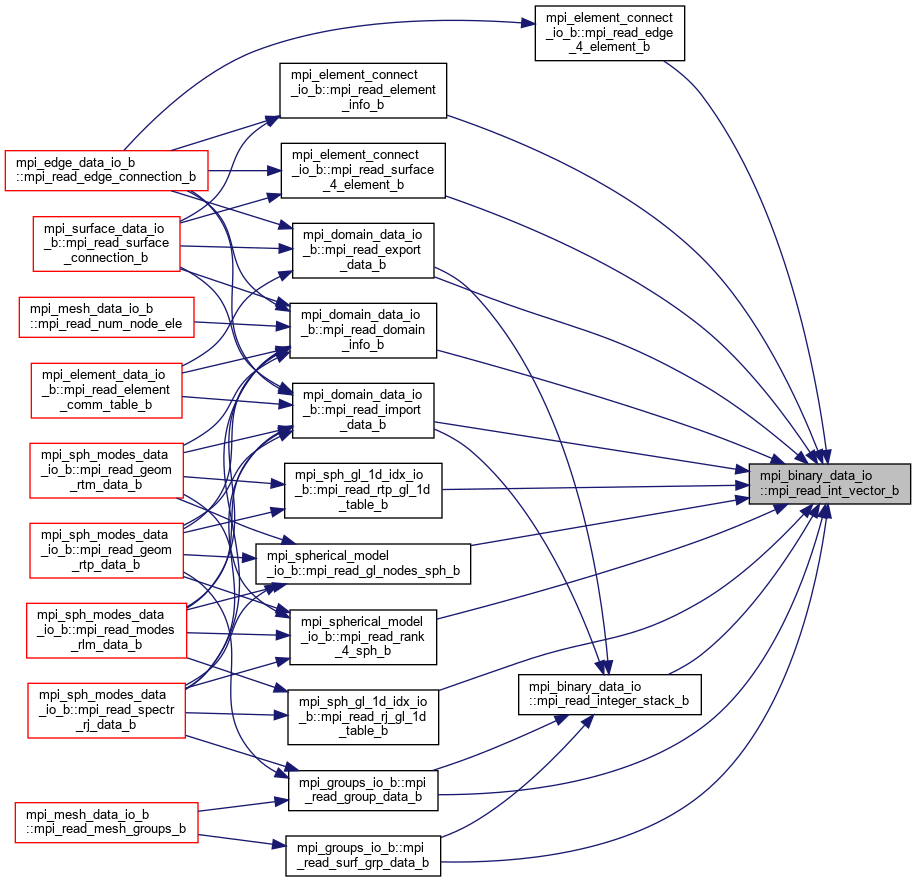 mpi_element_connect
_io_b::mpi_read_edge
_4_element_b
mpi_element_connect
_io_b::mpi_read_element
_info_b
mpi_edge_data_io_b
::mpi_read_edge_connection_b
mpi_element_connect
_io_b::mpi_read_surface
_4_element_b
mpi_surface_data_io
_b::mpi_read_surface
_connection_b
mpi_domain_data_io
_b::mpi_read_export
_data_b
mpi_mesh_data_io_b
::mpi_read_num_node_ele
mpi_domain_data_io
_b::mpi_read_domain
_info_b
mpi_element_data_io
_b::mpi_read_element
_comm_table_b
mpi_domain_data_io
_b::mpi_read_import
_data_b
mpi_sph_modes_data
_io_b::mpi_read_geom
_rtm_data_b
mpi_sph_gl_1d_idx_io
_b::mpi_read_rtp_gl_1d
_table_b
mpi_binary_data_io
::mpi_read_int_vector_b
mpi_sph_modes_data
_io_b::mpi_read_geom
_rtp_data_b
mpi_spherical_model
_io_b::mpi_read_gl_nodes_sph_b
mpi_sph_modes_data
_io_b::mpi_read_modes
_rlm_data_b
mpi_spherical_model
_io_b::mpi_read_rank
_4_sph_b
mpi_sph_modes_data
_io_b::mpi_read_spectr
_rj_data_b
mpi_sph_gl_1d_idx_io
_b::mpi_read_rj_gl_1d
_table_b
mpi_binary_data_io
::mpi_read_integer_stack_b
mpi_groups_io_b::mpi
_read_group_data_b
mpi_mesh_data_io_b
::mpi_read_mesh_groups_b
mpi_groups_io_b::mpi
_read_surf_grp_data_b